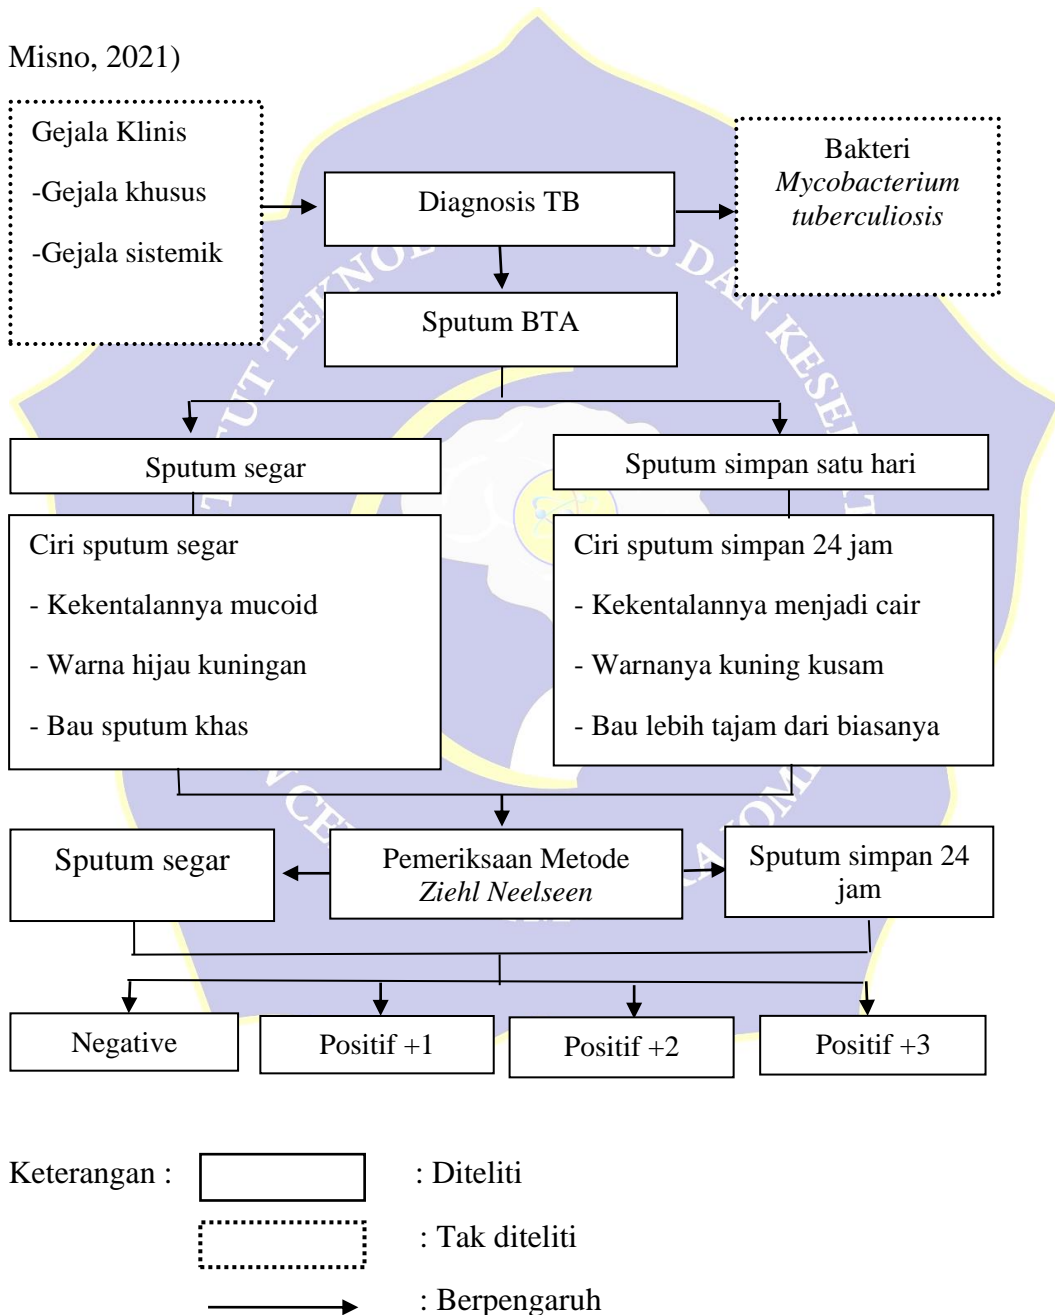 Misno, 2021)
Gejala Klinis
-Gejala khusus
-Gejala sistemik
Diagnosis TB
Bakteri
Mycobacterium
tuberculiosis
Sputum BTA
Sputum segar
Sputum simpan satu hari
Ciri sputum segar
- Kekentalannya mucoid
- Warna hijau kuningan
- Bau sputum khas
Ciri sputum simpan 24 jam
- Kekentalannya menjadi cair
- Warnanya kuning kusam
- Bau lebih tajam dari biasanya
Sputum segar
Pemeriksaan Metode
Ziehl Neelseen
Sputum simpan 24
jam
Negative
Positif +1
Positif +2
Positif +3
Keterangan :
: Diteliti
: Tak diteliti
: Berpengaruh